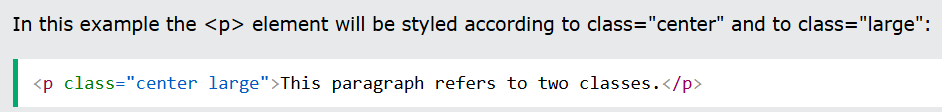 In this example the <p> element will be styled according to class="center" and to class="large":
<p class="center large">This paragraph refers to two classes.</p>